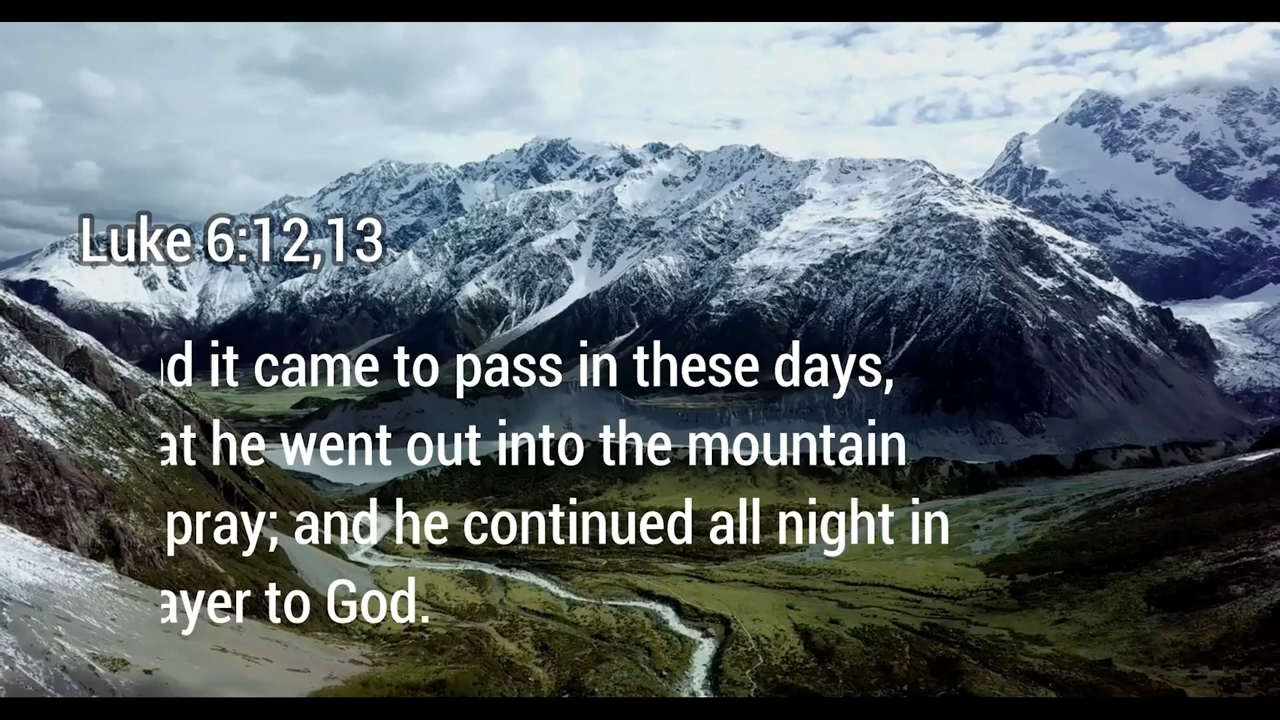 Luke 6:12,13
d it came to pass in these days,
at he went out into the mountain
pray; and he continued all night in
ayer to God.